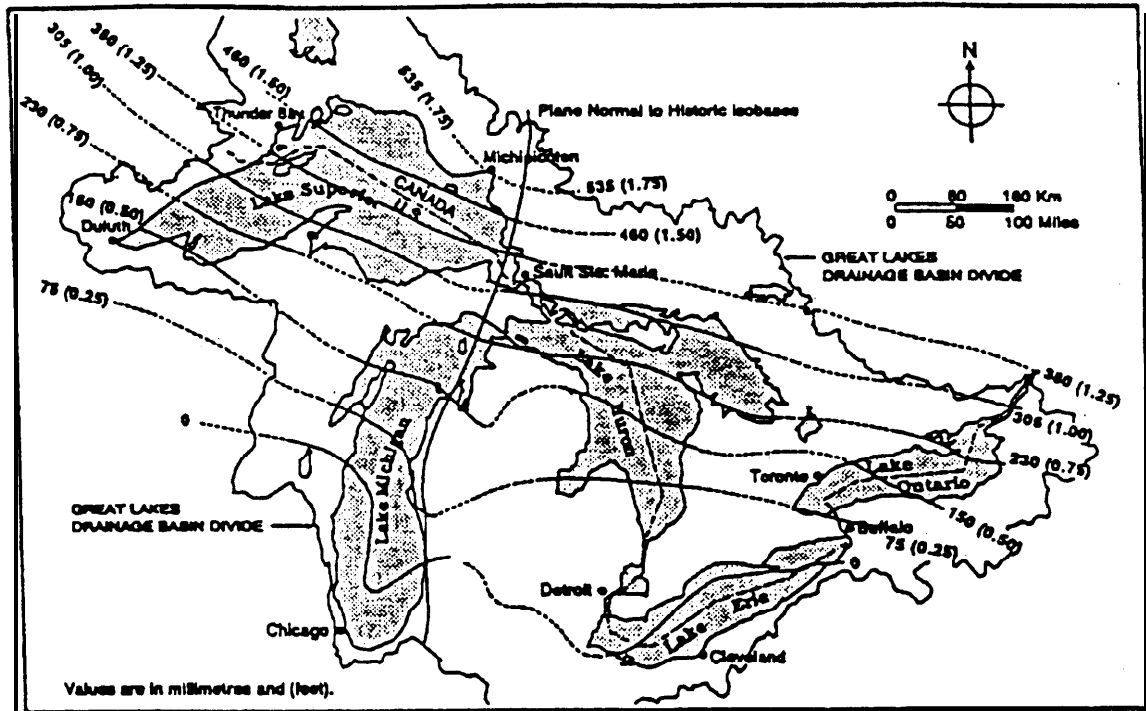 460 (1.50)
380 (1.25)
305 (1.00)
230 (0.75)
535 (1.75)
N
Plane Normal to Historic Isobases
Thunder Bay
Michipicoten
535 (1.75)
CANADA
U.S.
Lake Superior
460 (1.50)
0 80 160 Km
0 50 100 Miles
150 (0.50)
Duluth
GREAT LAKES
DRAINAGE BASIN DIVIDE
Sault Ste. Marie
75 (0.25)
Lake
Huron
380 (1.25)
305 (1.00)
0
Lake Michigan
Toronto
Lake
Ontario
230 (0.75)
150 (0.50)
GREAT LAKES
DRAINAGE BASIN DIVIDE
Buffalo
75 (0.25)
0
Detroit
Lake Erie
Chicago
Cleveland
Values are in millimetres and (feet).